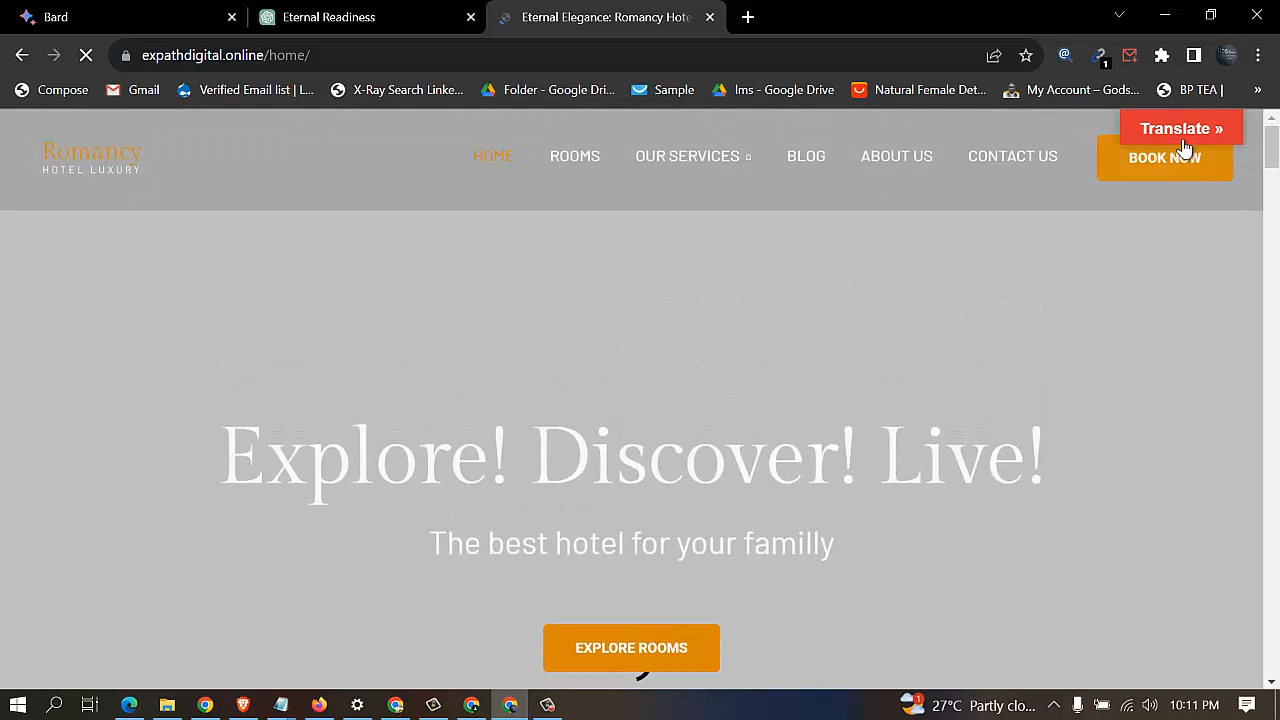 Bard
Eternal Readiness
Eternal Elegance: Romancy Hote
expathdigital.online/home/
1
Compose
Gmail
Verified Email list | L...
X-Ray Search Linke...
Folder - Google Dri...
Sample
lms - Google Drive
Natural Female Det...
My Account – Gods...
BP TEA |
»
Translate »
Romancy
HOTEL LUXURY
HOME
ROOMS
OUR SERVICES
BLOG
ABOUT US
CONTACT US
BOOK NOW
Explore! Discover! Live!
The best hotel for your familly
EXPLORE ROOMS
1
27°C Partly clo...
10:11 PM